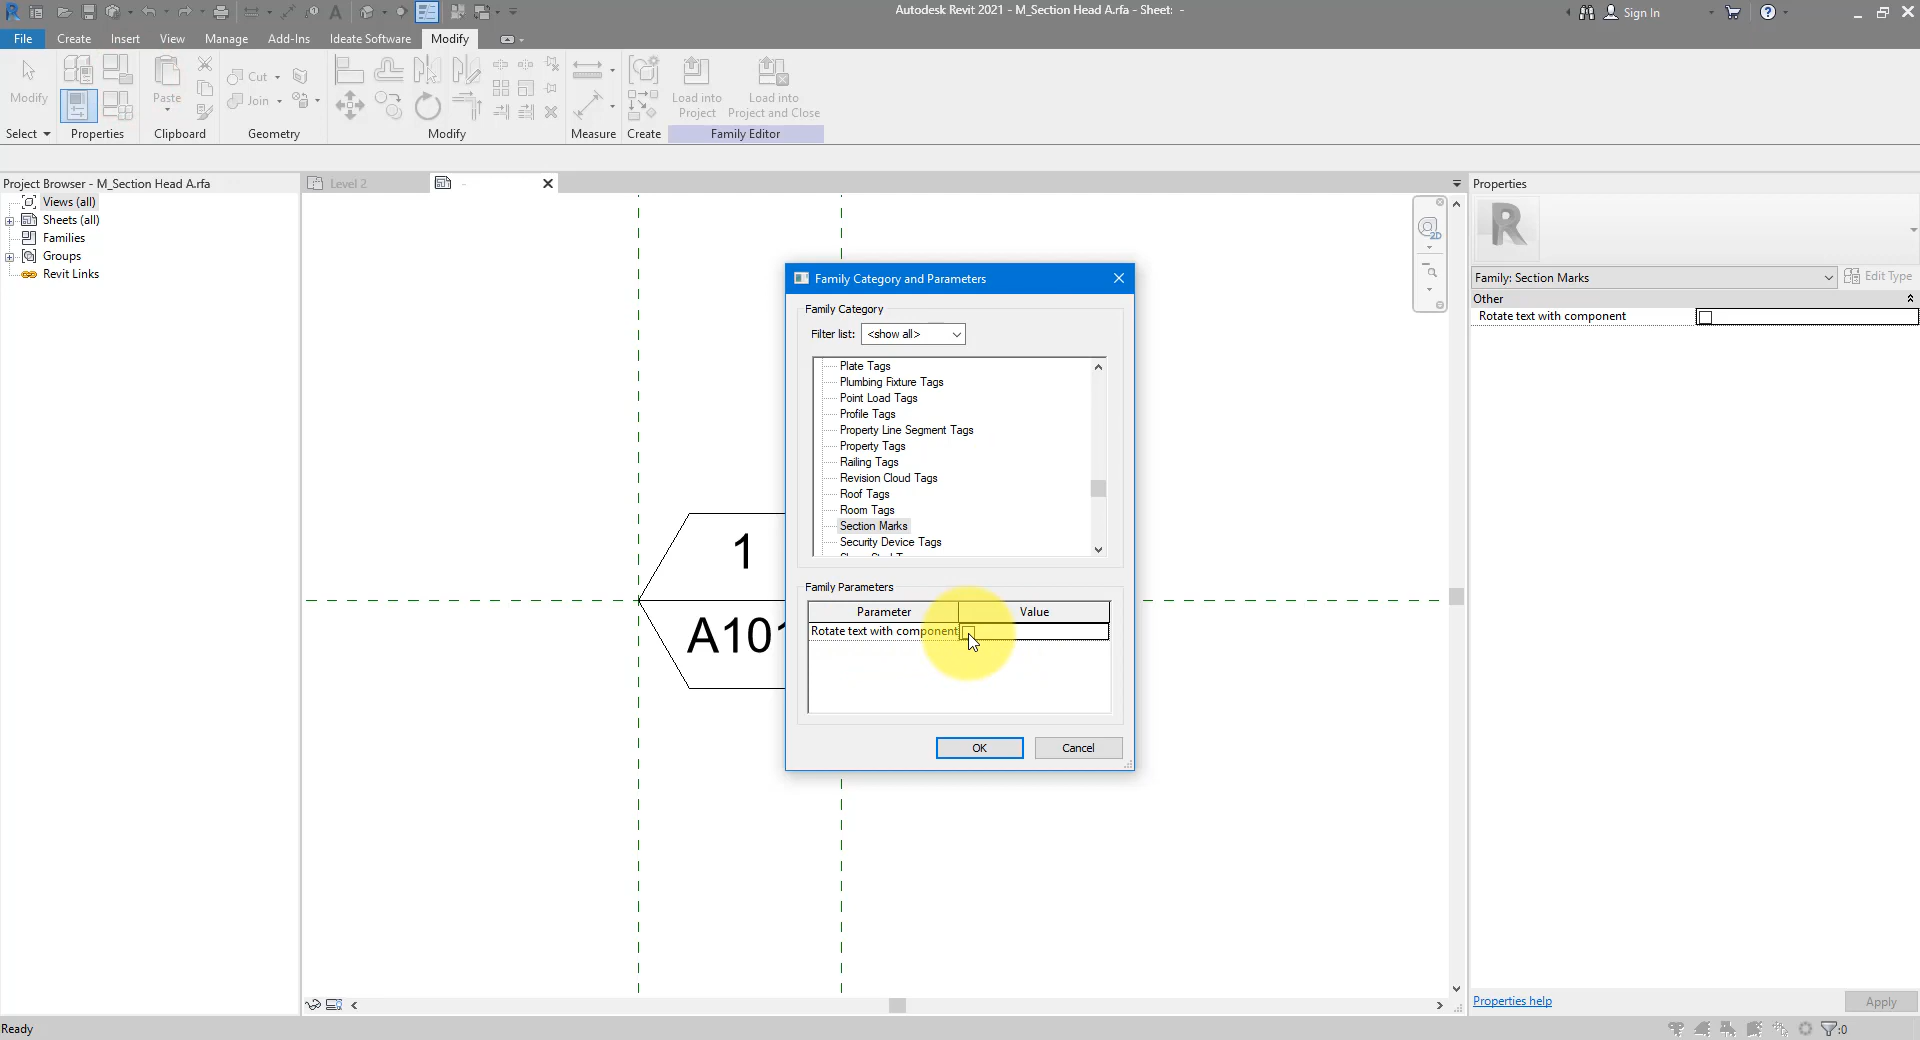 Autodesk Revit 2021 - M_Section Head A.rfa - Sheet: -
Sign In
File
Create
Insert
View
Manage
Add-Ins
Ideate Software
Modify
Modify
Paste
Cut
Join
Load into
Project
Load into
Project and Close
Select
Properties
Clipboard
Geometry
Modify
Measure
Create
Family Editor
Project Browser - M_Section Head A.rfa
Views (all)
Sheets (all)
Families
Groups
Revit Links
Level 2
-
2D
1
A101
Family Category and Parameters
Family Category
Filter list:
<show all>
Plate Tags
Plumbing Fixture Tags
Point Load Tags
Profile Tags
Property Line Segment Tags
Property Tags
Railing Tags
Revision Cloud Tags
Roof Tags
Room Tags
Section Marks
Security Device Tags
Family Parameters
Parameter
Value
Rotate text with component
OK
Cancel
Properties
R
Family: Section Marks
Edit Type
Other
Rotate text with component
Properties help
Apply
Ready
:0